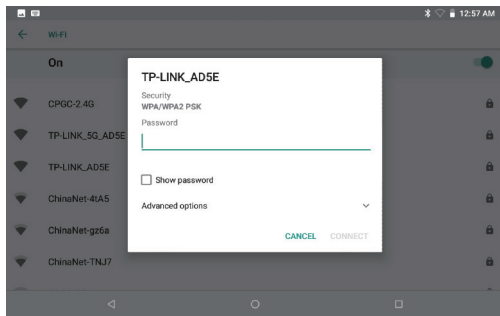 12:57 AM
Wi-Fi
On
TP-LINK_AD5E
Security
WPA/WPA2 PSK
Password
Show password
Advanced options
CANCEL CONNECT
CPGC-2.4G
TP-LINK_5G_AD5E
TP-LINK_AD5E
ChinaNet-4tA5
ChinaNet-gz6a
ChinaNet-TNJ7